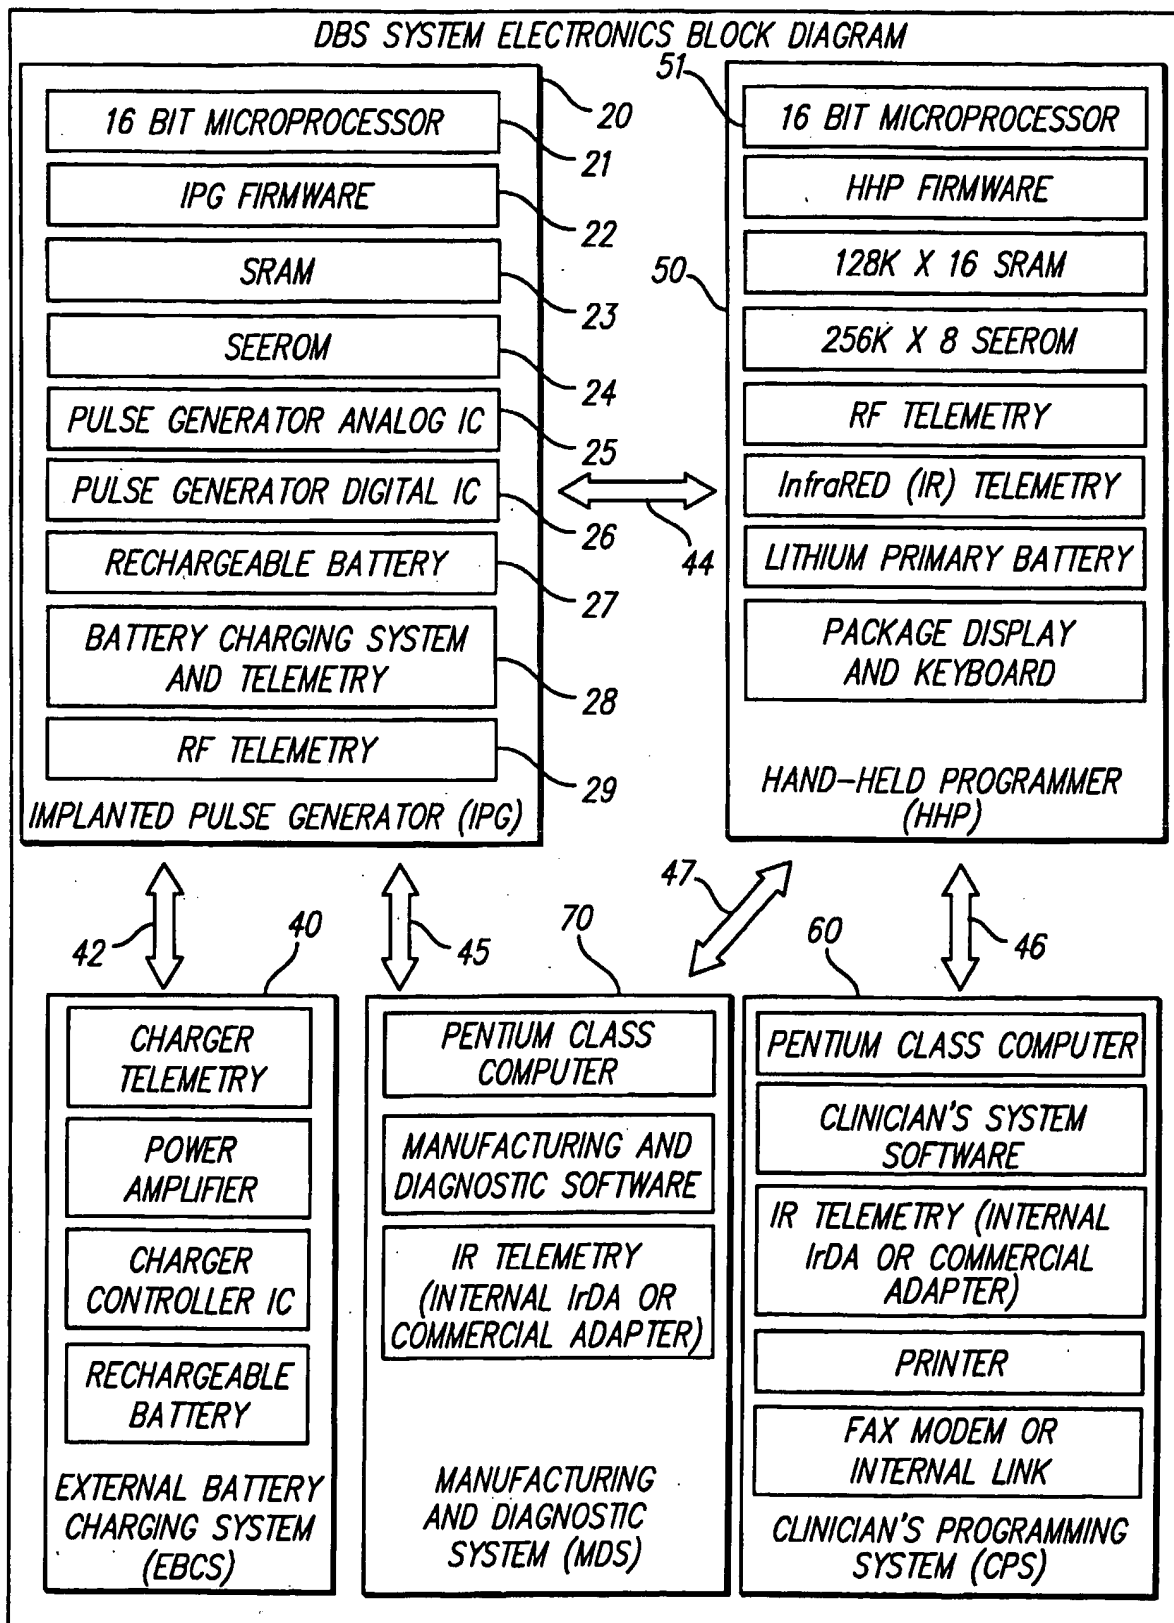 DBS SYSTEM ELECTRONICS BLOCK DIAGRAM
20
16 BIT MICROPROCESSOR
21
IPG FIRMWARE
22
SRAM
23
SEEROM
24
PULSE GENERATOR ANALOG IC
25
PULSE GENERATOR DIGITAL IC
26
RECHARGEABLE BATTERY
27
BATTERY CHARGING SYSTEM
AND TELEMETRY
28
RF TELEMETRY
29
IMPLANTED PULSE GENERATOR (IPG)
44
51
16 BIT MICROPROCESSOR
HHP FIRMWARE
128K X 16 SRAM
50
256K X 8 SEEROM
RF TELEMETRY
InfraRED (IR) TELEMETRY
LITHIUM PRIMARY BATTERY
PACKAGE DISPLAY
AND KEYBOARD
HAND-HELD PROGRAMMER
(HHP)
42
45
47
46
40
CHARGER
TELEMETRY
POWER
AMPLIFIER
CHARGER
CONTROLLER IC
RECHARGEABLE
BATTERY
EXTERNAL BATTERY
CHARGING SYSTEM
(EBCS)
70
PENTIUM CLASS
COMPUTER
MANUFACTURING AND
DIAGNOSTIC SOFTWARE
IR TELEMETRY
(INTERNAL IrDA OR
COMMERCIAL ADAPTER)
MANUFACTURING
AND DIAGNOSTIC
SYSTEM (MDS)
60
PENTIUM CLASS COMPUTER
CLINICIAN'S SYSTEM
SOFTWARE
IR TELEMETRY (INTERNAL
IrDA OR COMMERCIAL
ADAPTER)
PRINTER
FAX MODEM OR
INTERNAL LINK
CLINICIAN'S PROGRAMMING
SYSTEM (CPS)